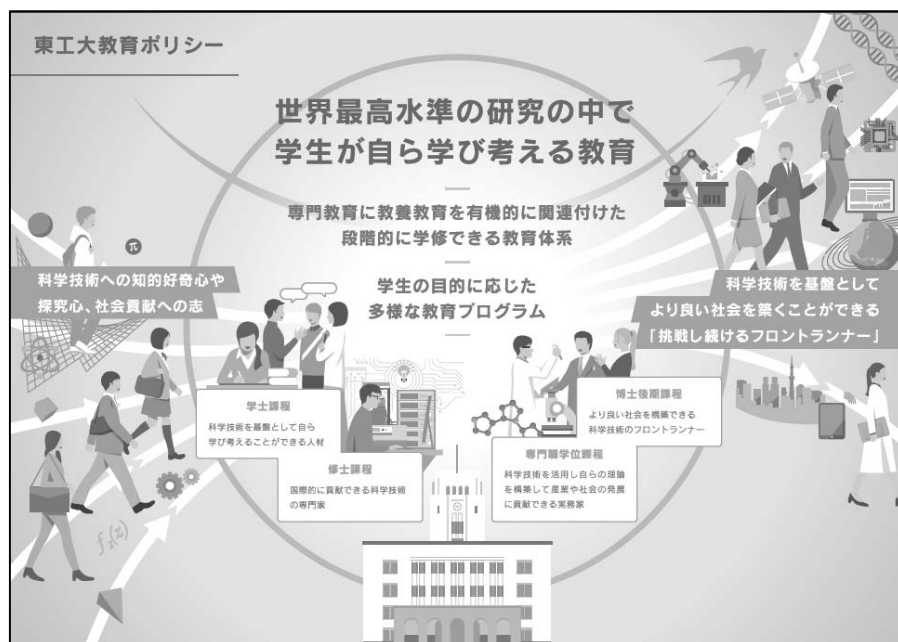 東工大教育ポリシー
世界最高水準の研究の中で
学生が自ら学び考える教育
専門教育に教養教育を有機的に関連付けた
段階的に学修できる教育体系
学生の目的に応じた
多様な教育プログラム
科学技術への知的好奇心や
探究心、社会貢献への志
科学技術を基盤として
より良い社会を築くことができる
「挑戦し続けるフロントランナー」
学士課程
科学技術を基盤として自ら
学び考えることができる人材
修士課程
国際的に貢献できる科学技術
の専門家
博士後期課程
より良い社会を構築できる
科学技術のフロントランナー
専門職学位課程
科学技術を活用し自らの理論
を構築して産業や社会の発展
に貢献できる実務家
π